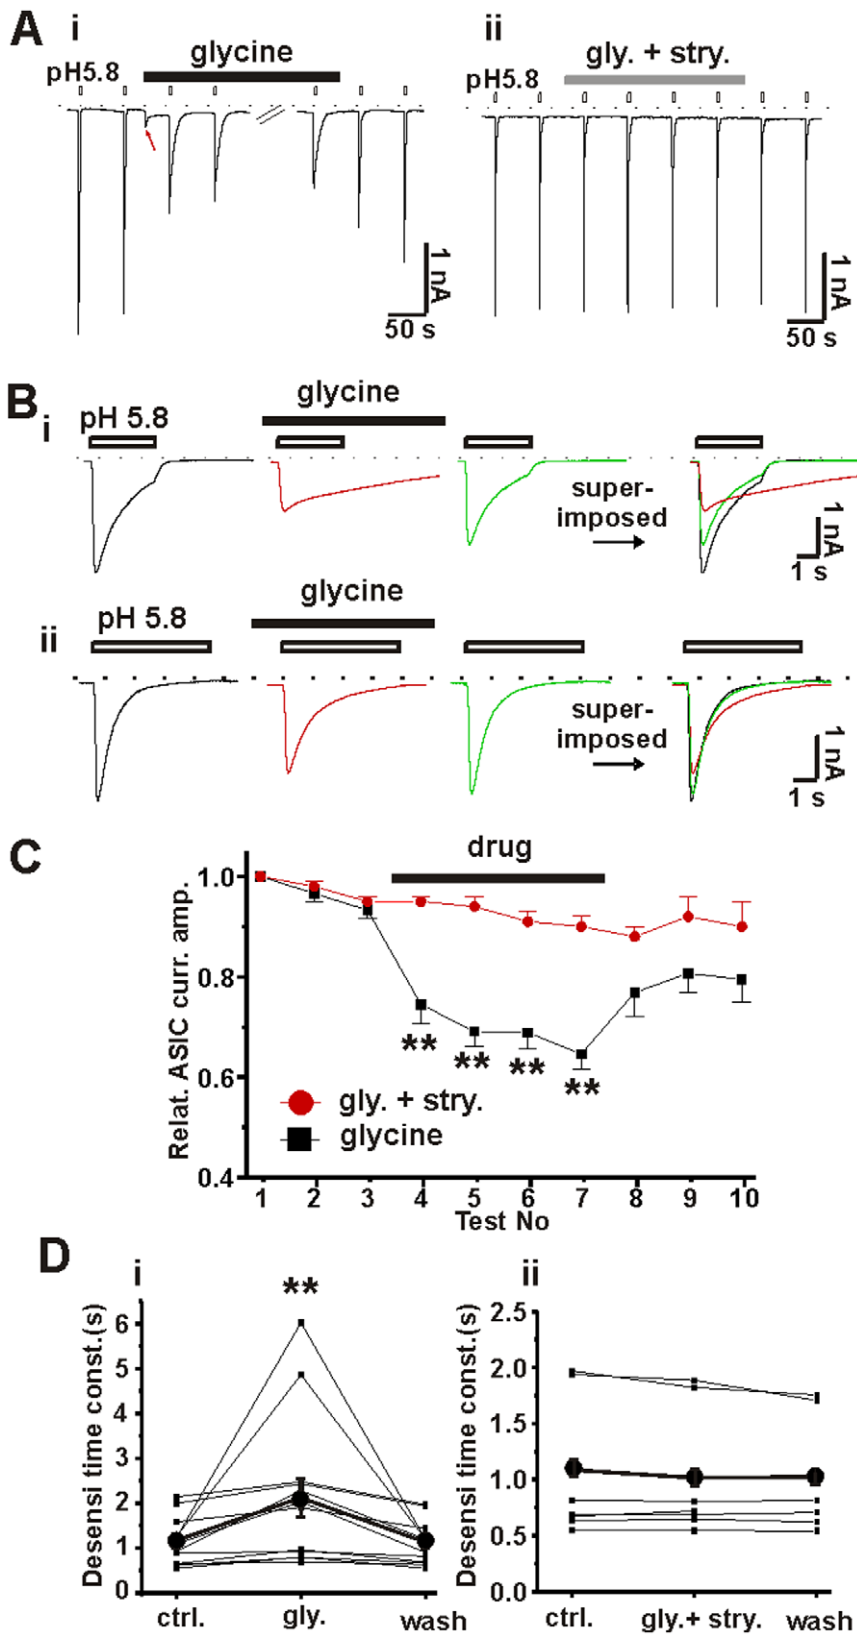 A
i
ii
glycine
gly. + stry.
pH5.8
pH5.8
1 nA
50 s
1 nA
50 s
B
i
glycine
pH 5.8
super-
imposed
1 nA
1 s
ii
glycine
pH 5.8
super-
imposed
1 nA
1 s
C
drug
Relat. ASIC curr. amp.
1.0
0.8
0.6
0.4
** ** ** **
gly. + stry.
glycine
1 2 3 4 5 6 7 8 9 10
Test No
D
i
ii
**
Desensi time const.(s)
6
5
4
3
2
1
0
ctrl. gly. wash
Desensi time const.(s)
2.5
2.0
1.5
1.0
0.5
0.0
ctrl. gly.+ stry. wash